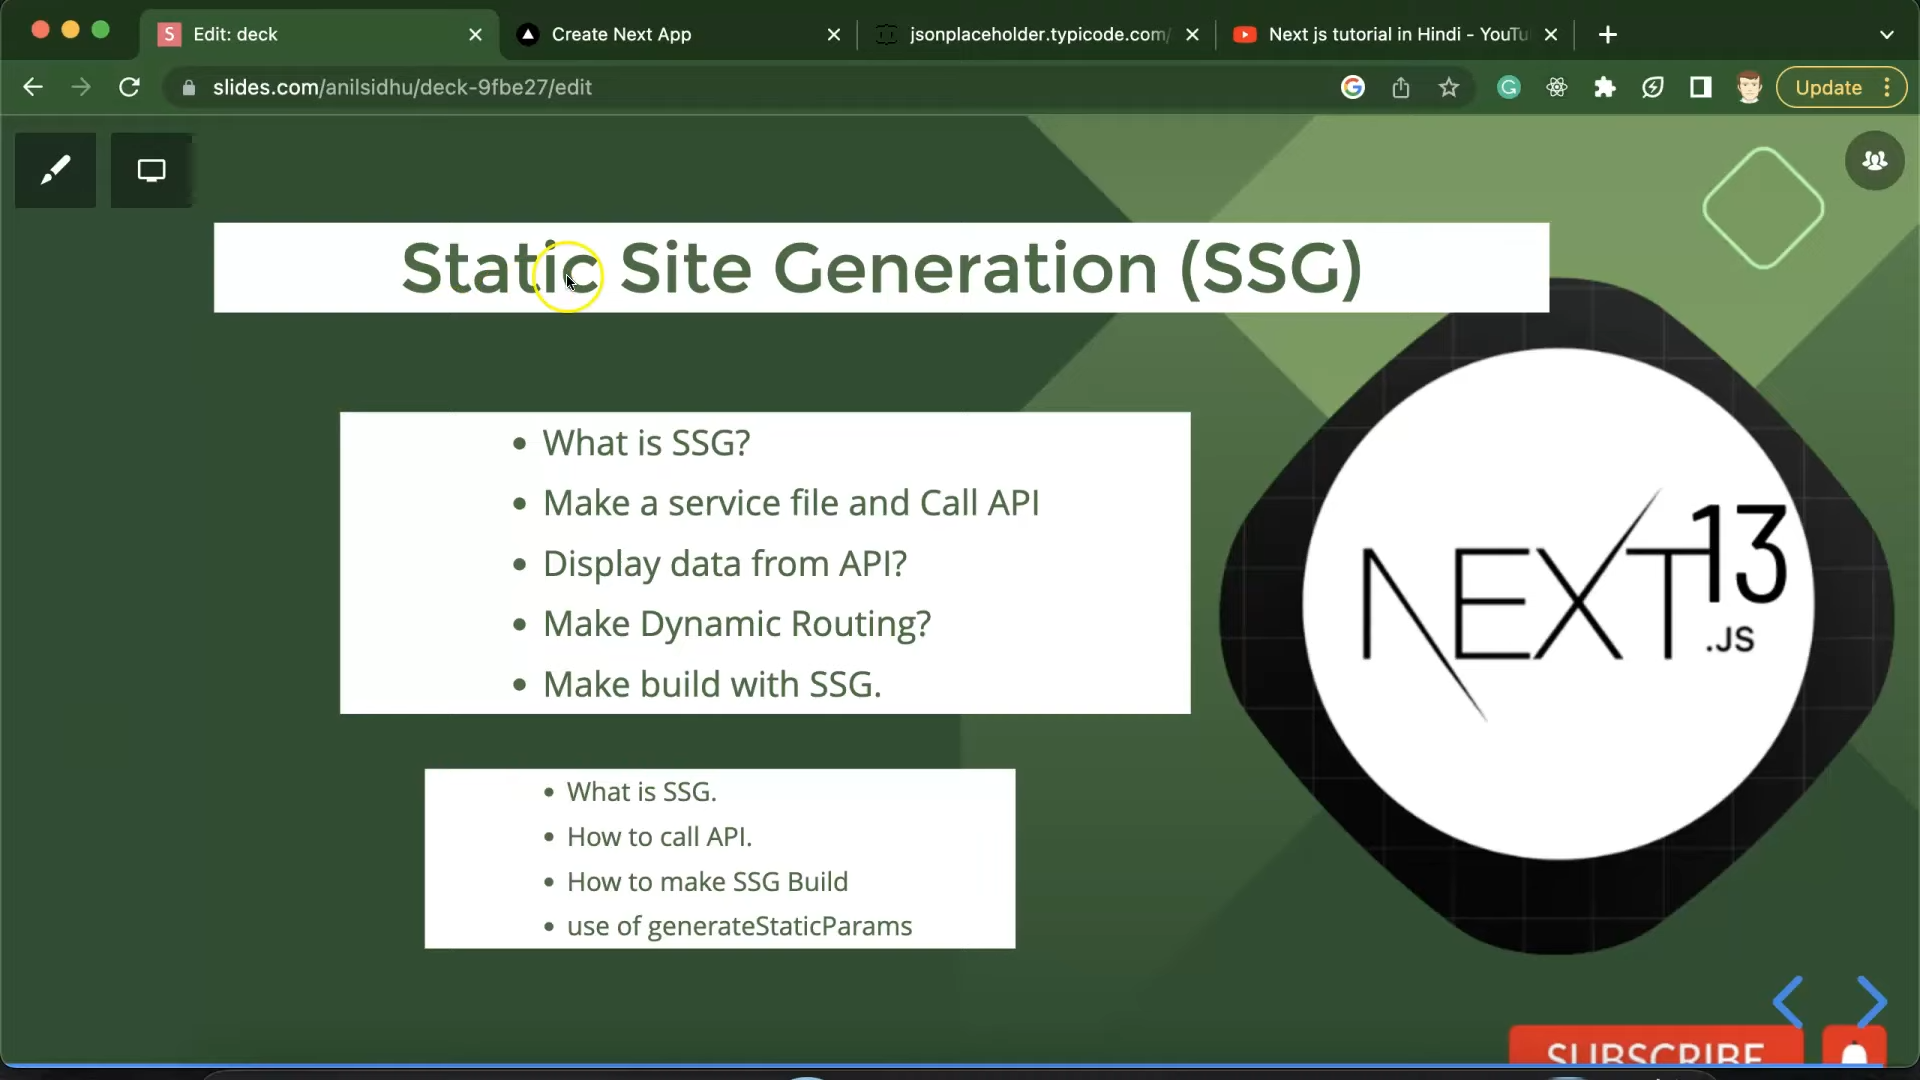 Edit: deck
Create Next App
jsonplaceholder.typicode.com/
Next js tutorial in Hindi - YouTu
slides.com/anilsidhu/deck-9fbe27/edit
Update
Static Site Generation (SSG)
• What is SSG?
• Make a service file and Call API
• Display data from API?
• Make Dynamic Routing?
• Make build with SSG.
NEXT 13
.JS
• What is SSG.
• How to call API.
• How to make SSG Build
• use of generateStaticParams
SUBSCRIBE